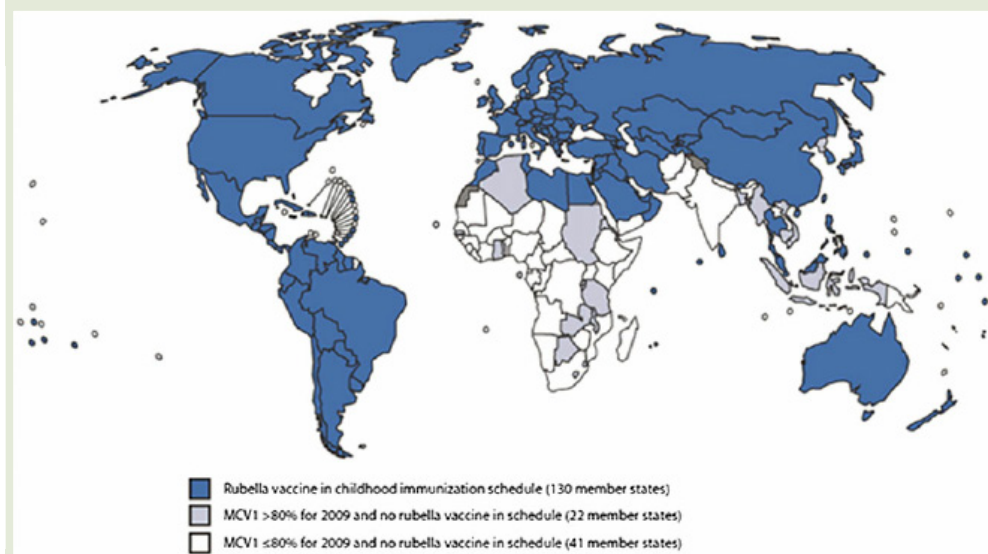 Rubella vaccine in childhood immunization schedule (130 member states)
MCV1 >80% for 2009 and no rubella vaccine in schedule (22 member states)
MCV1 ≤80% for 2009 and no rubella vaccine in schedule (41 member states)